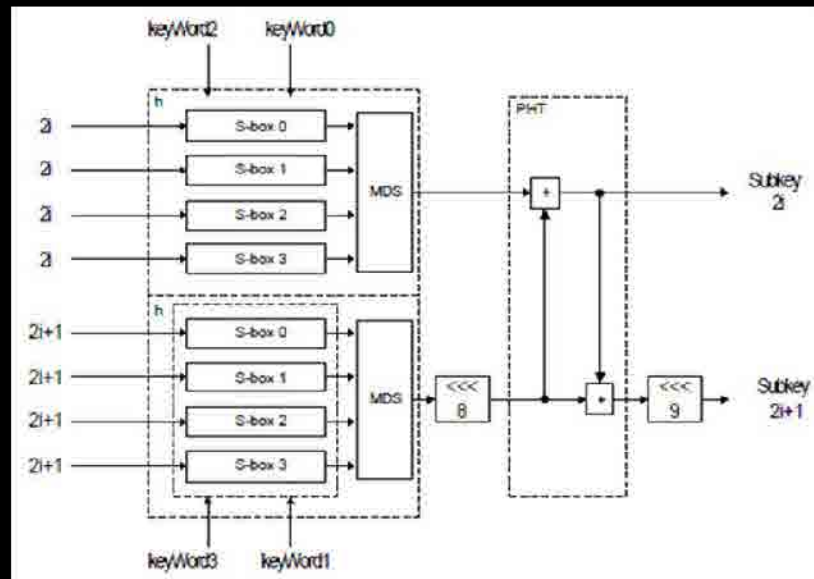 keyWord2 keyWord0
h
PHT
2i S-box 0
2i S-box 1
MDS
+
Subkey
2i
2i S-box 2
2i S-box 3
h
2i+1 S-box 0
2i+1 S-box 1
MDS
<<<
8
+
<<<
9
Subkey
2i+1
2i+1 S-box 2
2i+1 S-box 3
keyWord3 keyWord1